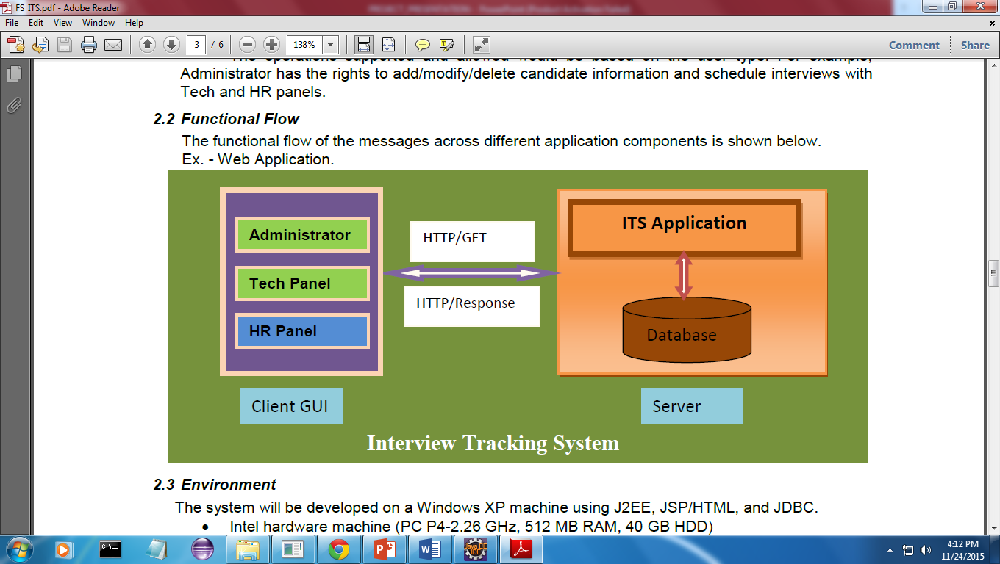 FS_ITS.pdf - Adobe Reader
File Edit View Window Help
3 / 6 138% Comment Share
The operations supported and allowed would be based on the user type. For example,
Administrator has the rights to add/modify/delete candidate information and schedule interviews with
Tech and HR panels.
2.2 Functional Flow
The functional flow of the messages across different application components is shown below.
Ex. - Web Application.
Administrator
Tech Panel
HR Panel
HTTP/GET
HTTP/Response
ITS Application
Database
Client GUI
Server
Interview Tracking System
2.3 Environment
The system will be developed on a Windows XP machine using J2EE, JSP/HTML, and JDBC.
• Intel hardware machine (PC P4-2.26 GHz, 512 MB RAM, 40 GB HDD)
Java EE
IDE
4:12 PM
11/24/2015